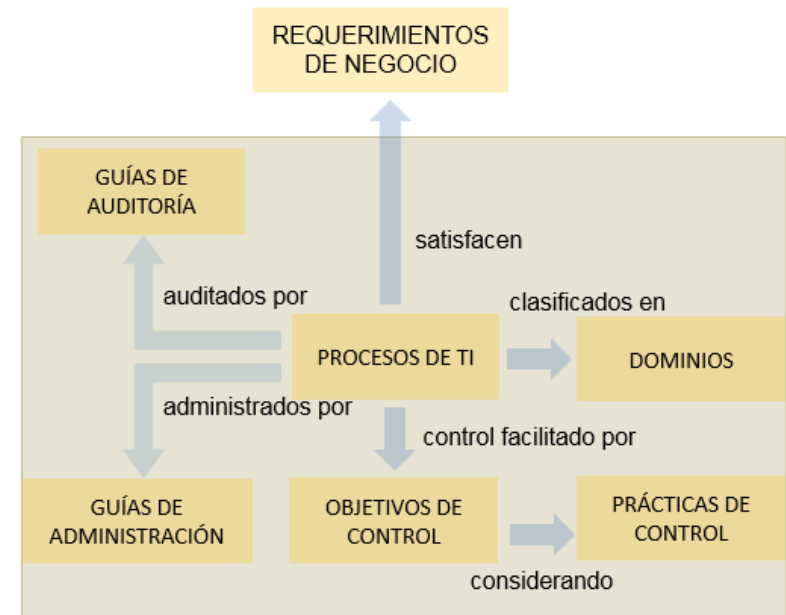 REQUERIMIENTOS
DE NEGOCIO
GUÍAS DE
AUDITORÍA
satisfacen
auditados por
clasificados en
PROCESOS DE TI
DOMINIOS
administrados por
control facilitado por
GUÍAS DE
ADMINISTRACIÓN
OBJETIVOS DE
CONTROL
PRÁCTICAS DE
CONTROL
considerando